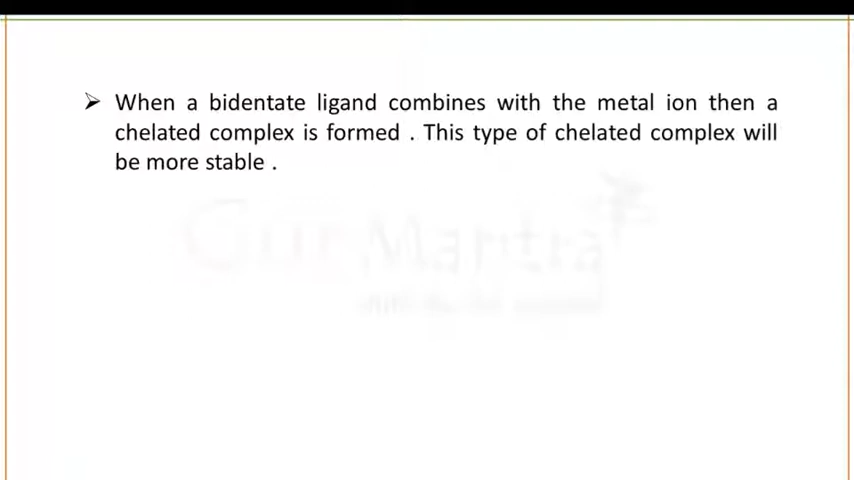 ➢ When a bidentate ligand combines with the metal ion then a
chelated complex is formed . This type of chelated complex will
be more stable .
GurMantra